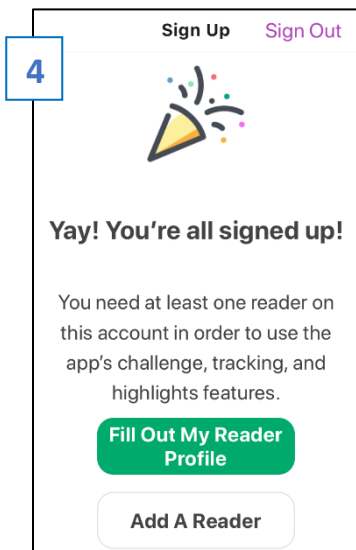 Sign Up Sign Out
4
Yay! You’re all signed up!
You need at least one reader on
this account in order to use the
app’s challenge, tracking, and
highlights features.
Fill Out My Reader
Profile
Add A Reader